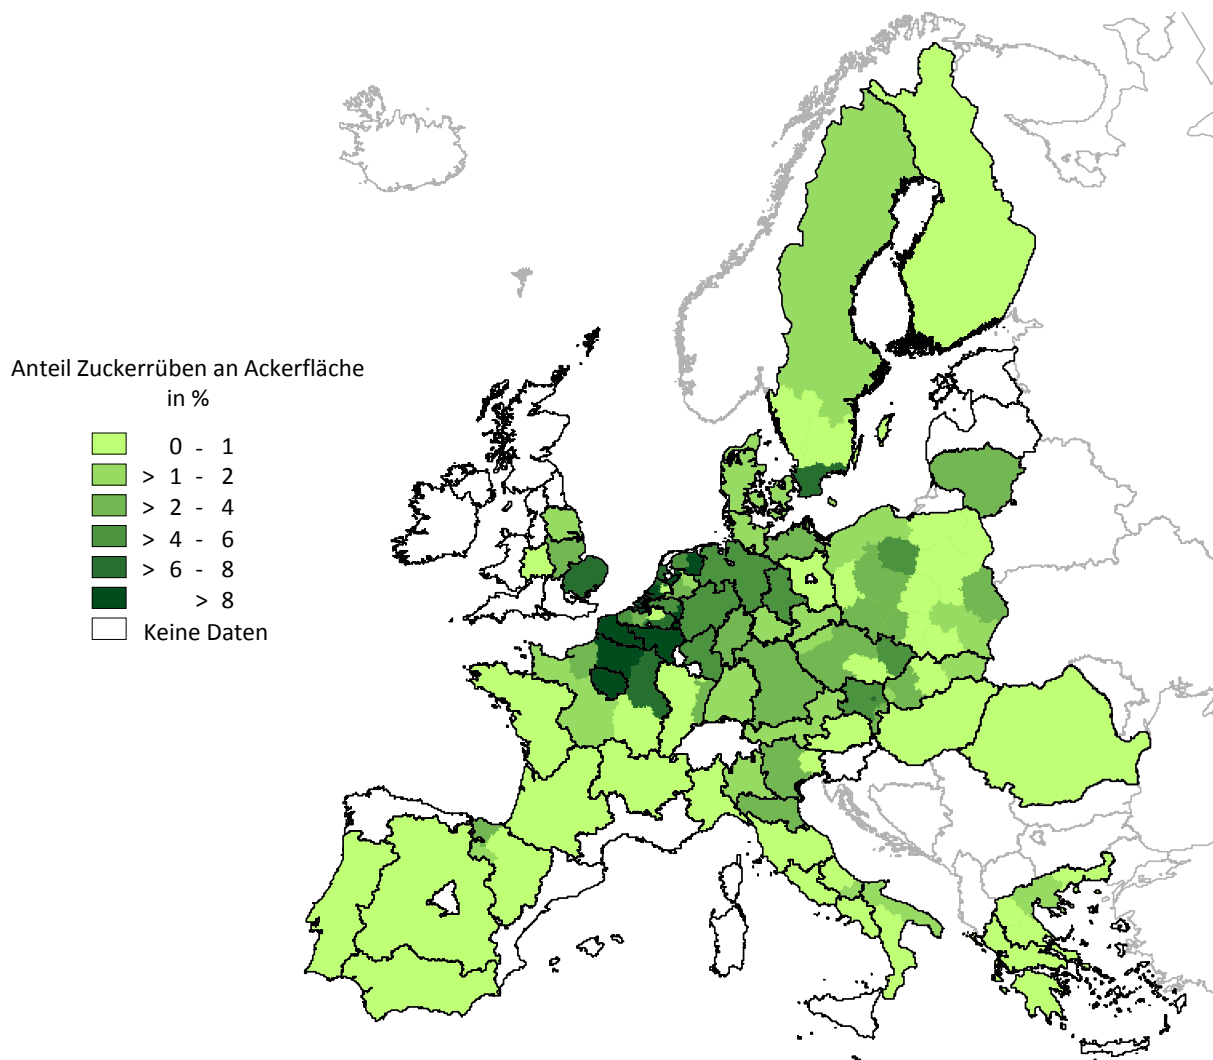 Anteil Zuckerrüben an Ackerfläche
in %
0 - 1
> 1 - 2
> 2 - 4
> 4 - 6
> 6 - 8
> 8
Keine Daten